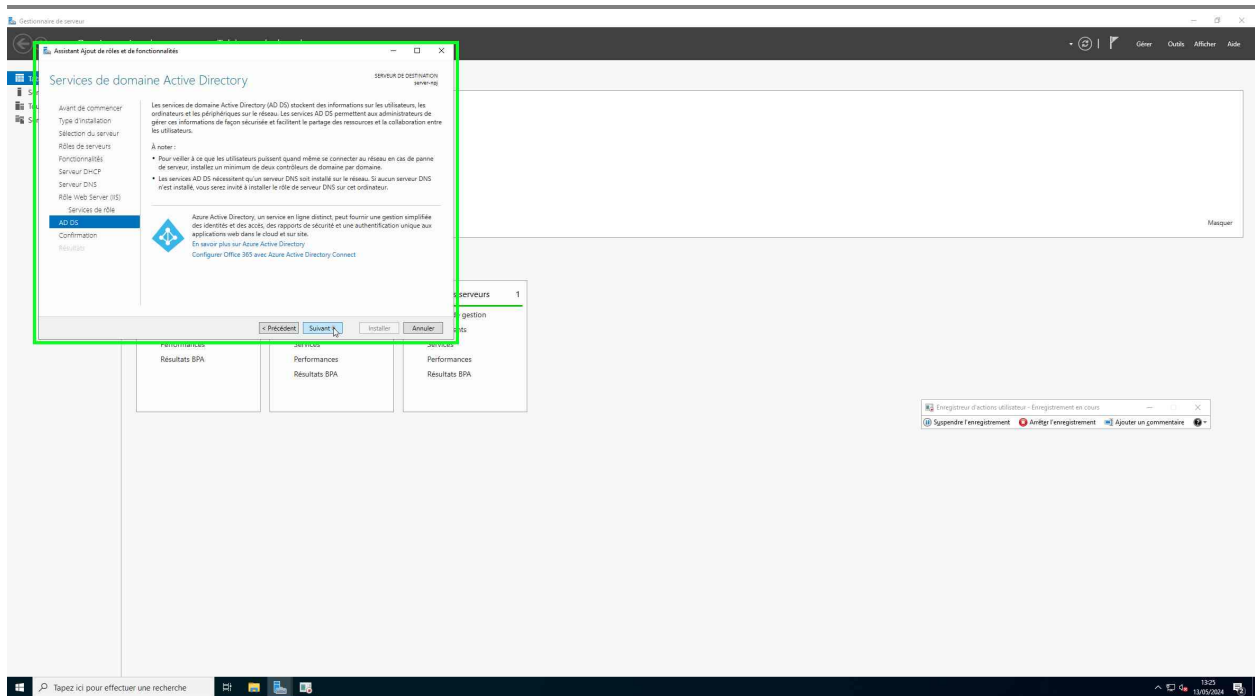 Gestionnaire de serveur
Gérer Outils Afficher Aide
Assistant Ajout de rôles et de fonctionnalités
Services de domaine Active Directory
SERVEUR DE DESTINATION
server-npj
Avant de commencer
Type d'installation
Sélection du serveur
Rôles de serveurs
Fonctionnalités
Serveur DHCP
Serveur DNS
Rôle Web Server (IIS)
Services de rôle
AD DS
Confirmation
Résultats
Les services de domaine Active Directory (AD DS) stockent des informations sur les utilisateurs, les
ordinateurs et les périphériques sur le réseau. Les services AD DS permettent aux administrateurs de
gérer ces informations de façon sécurisée et facilitent le partage des ressources et la collaboration entre
les utilisateurs.
À noter :
• Pour veiller à ce que les utilisateurs puissent quand même se connecter au réseau en cas de panne
de serveur, installez un minimum de deux contrôleurs de domaine par domaine.
• Les services AD DS nécessitent qu'un serveur DNS soit installé sur le réseau. Si aucun serveur DNS
n'est installé, vous serez invité à installer le rôle de serveur DNS sur cet ordinateur.
Azure Active Directory, un service en ligne distinct, peut fournir une gestion simplifiée
des identités et des accès, des rapports de sécurité et une authentification unique aux
applications web dans le cloud et sur site.
En savoir plus sur Azure Active Directory
Configurer Office 365 avec Azure Active Directory Connect
< Précédent Suivant > Installer Annuler
Masquer
serveurs 1
gestion
Performances Services Services
Résultats BPA Performances Performances
Résultats BPA Résultats BPA
Enregistreur d'actions utilisateur - Enregistrement en cours
Suspendre l'enregistrement Arrêter l'enregistrement Ajouter un commentaire
Tapez ici pour effectuer une recherche
13:25
13/05/2024